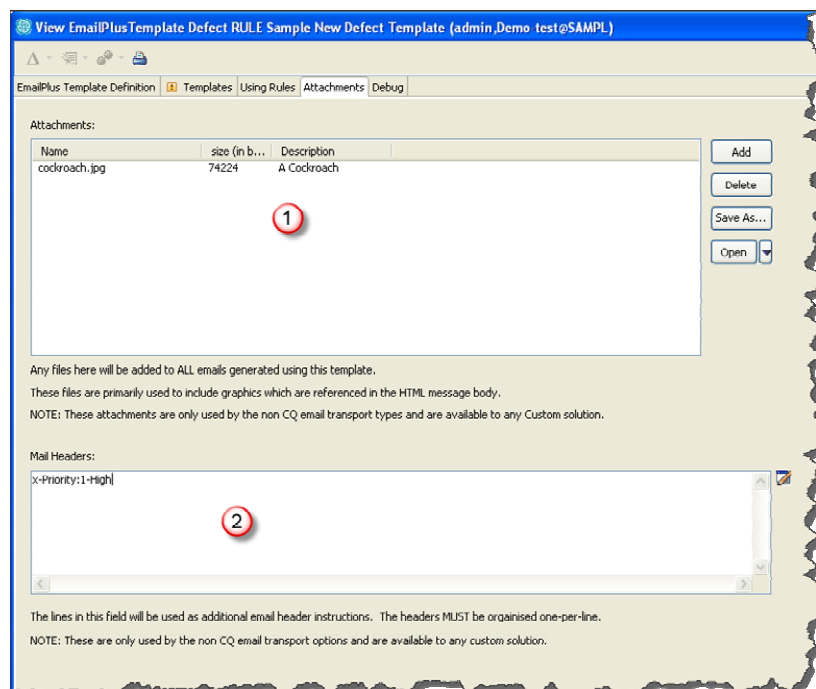 View EmailPlusTemplate Defect RULE Sample New Defect Template (admin,Demo test@SAMPL)
EmailPlus Template Definition Templates Using Rules Attachments Debug
Attachments:
Name size (in b... Description
cockroach.jpg 74224 A Cockroach
Add
Delete
Save As...
Open
1
Any files here will be added to ALL emails generated using this template.
These files are primarily used to include graphics which are referenced in the HTML message body.
NOTE: These attachments are only used by the non CQ email transport types and are available to any Custom solution.
Mail Headers:
x-Priority:1-High
2
The lines in this field will be used as additional email header instructions. The headers MUST be orgainised one-per-line.
NOTE: These are only used by the non CQ email transport options and are available to any custom solution.